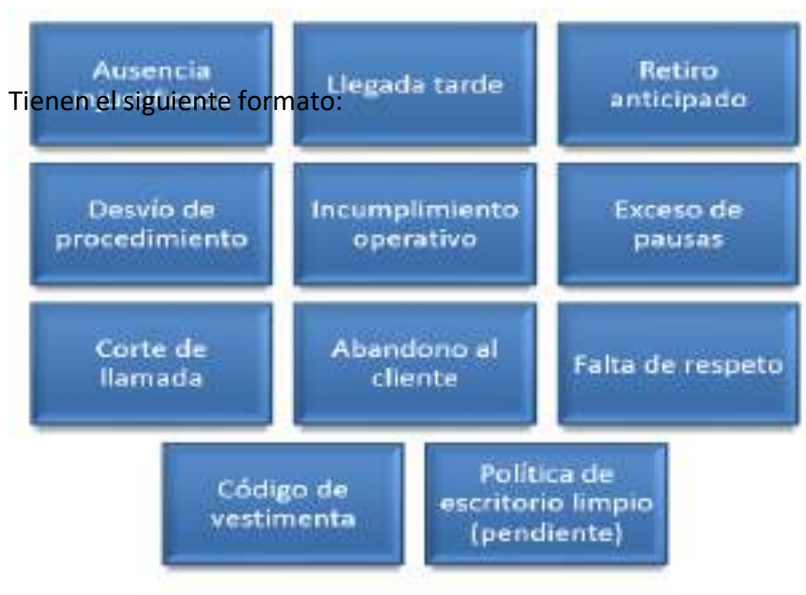 Ausencia
Llegada tarde
Retiro
anticipado
Tienen el siguiente formato:
Desvío de
procedimiento
Incumplimiento
operativo
Exceso de
pausas
Corte de
llamada
Abandono al
cliente
Falta de respeto
Código de
vestimenta
Política de
escritorio limpio
(pendiente)